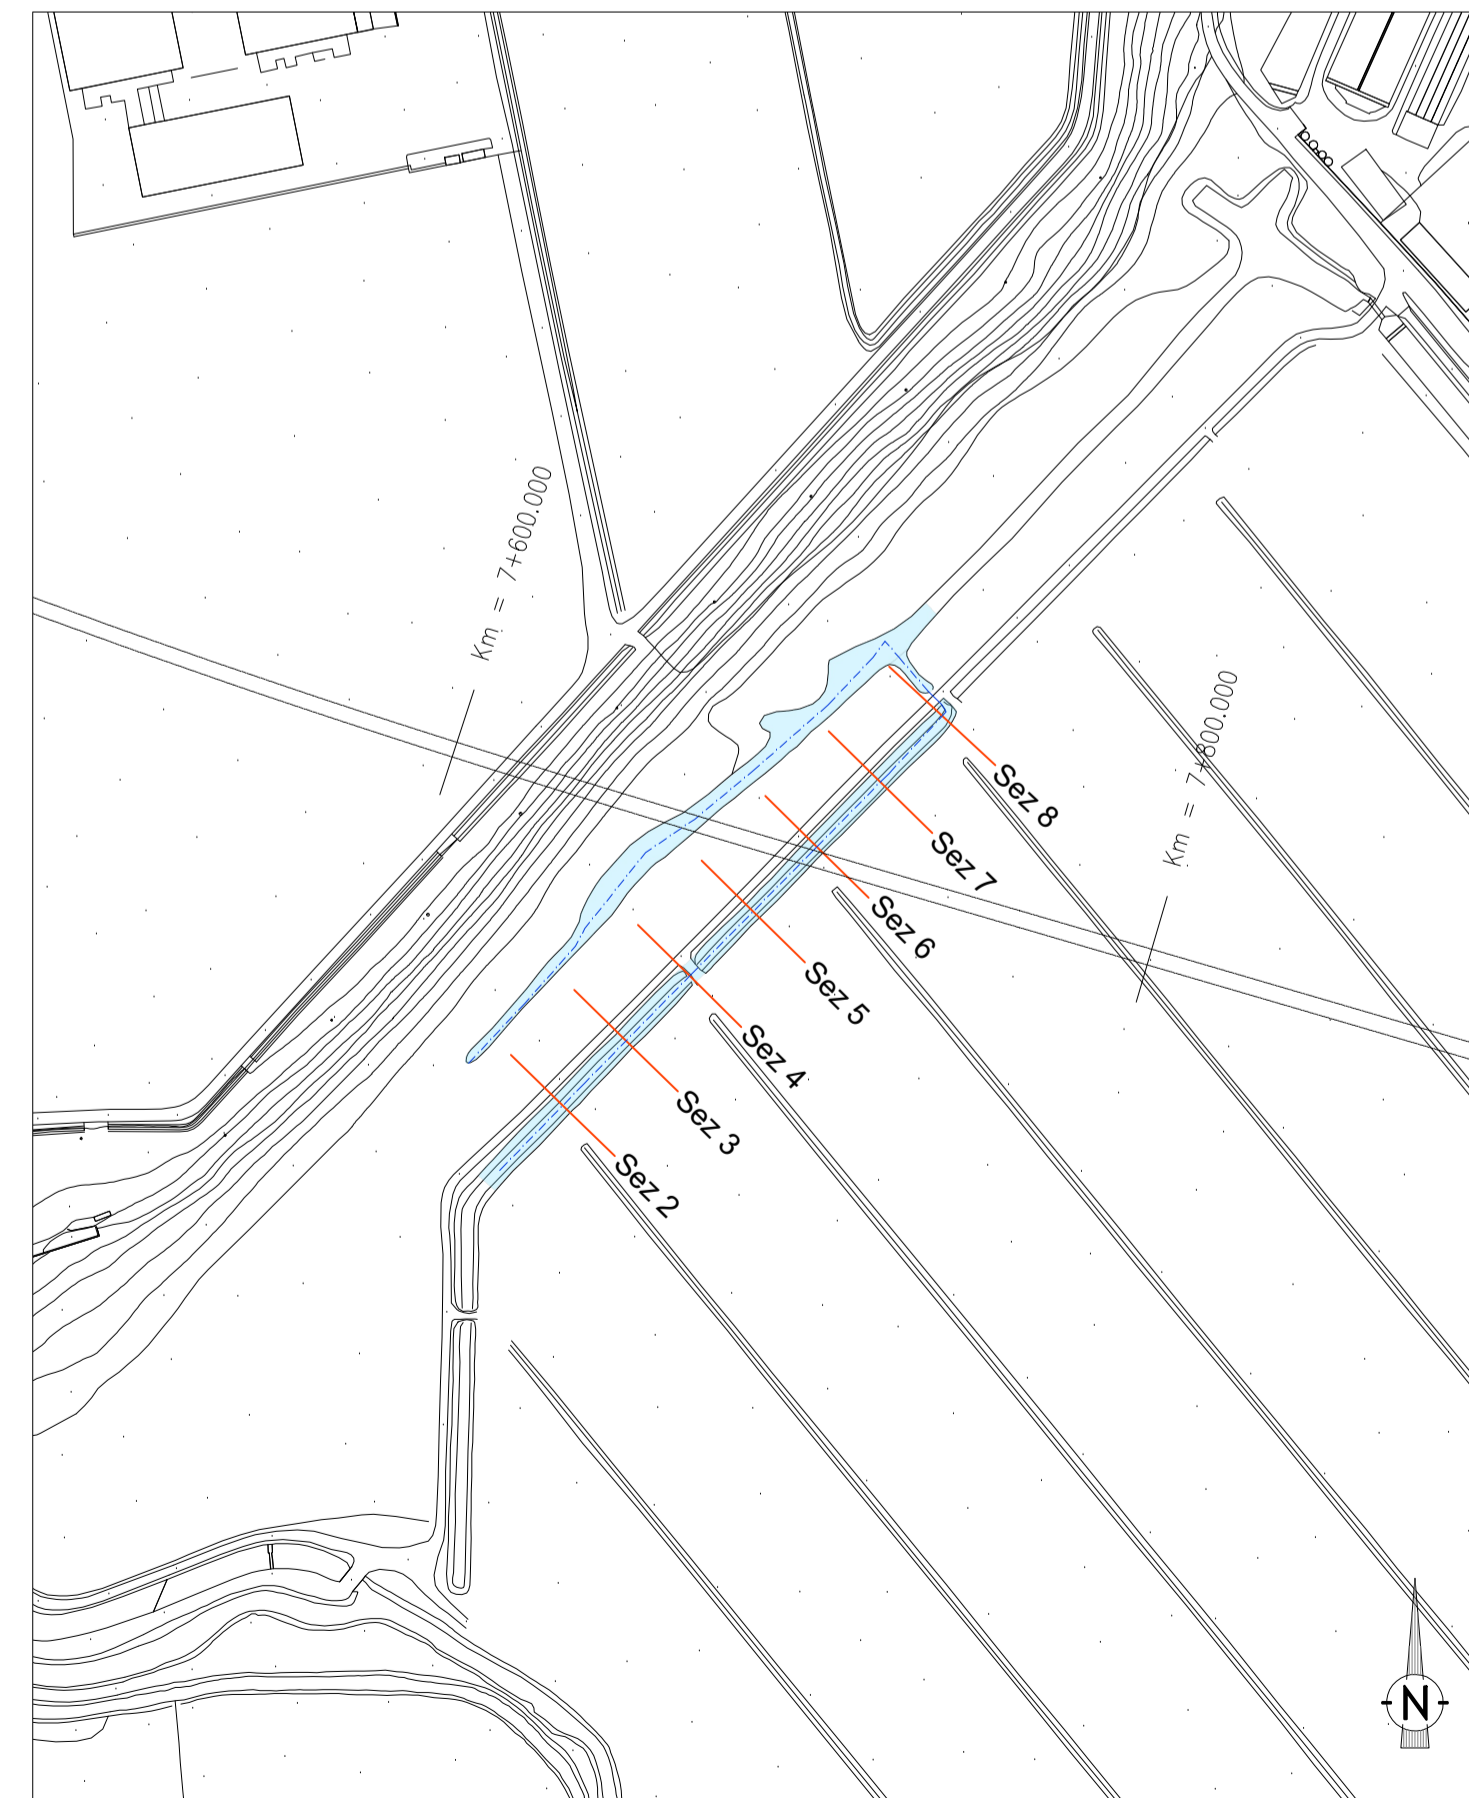 Km = 7+600.000
Km = 7+800.000
Sez 8
Sez 7
Sez 6
Sez 5
Sez 4
Sez 3
Sez 2
N